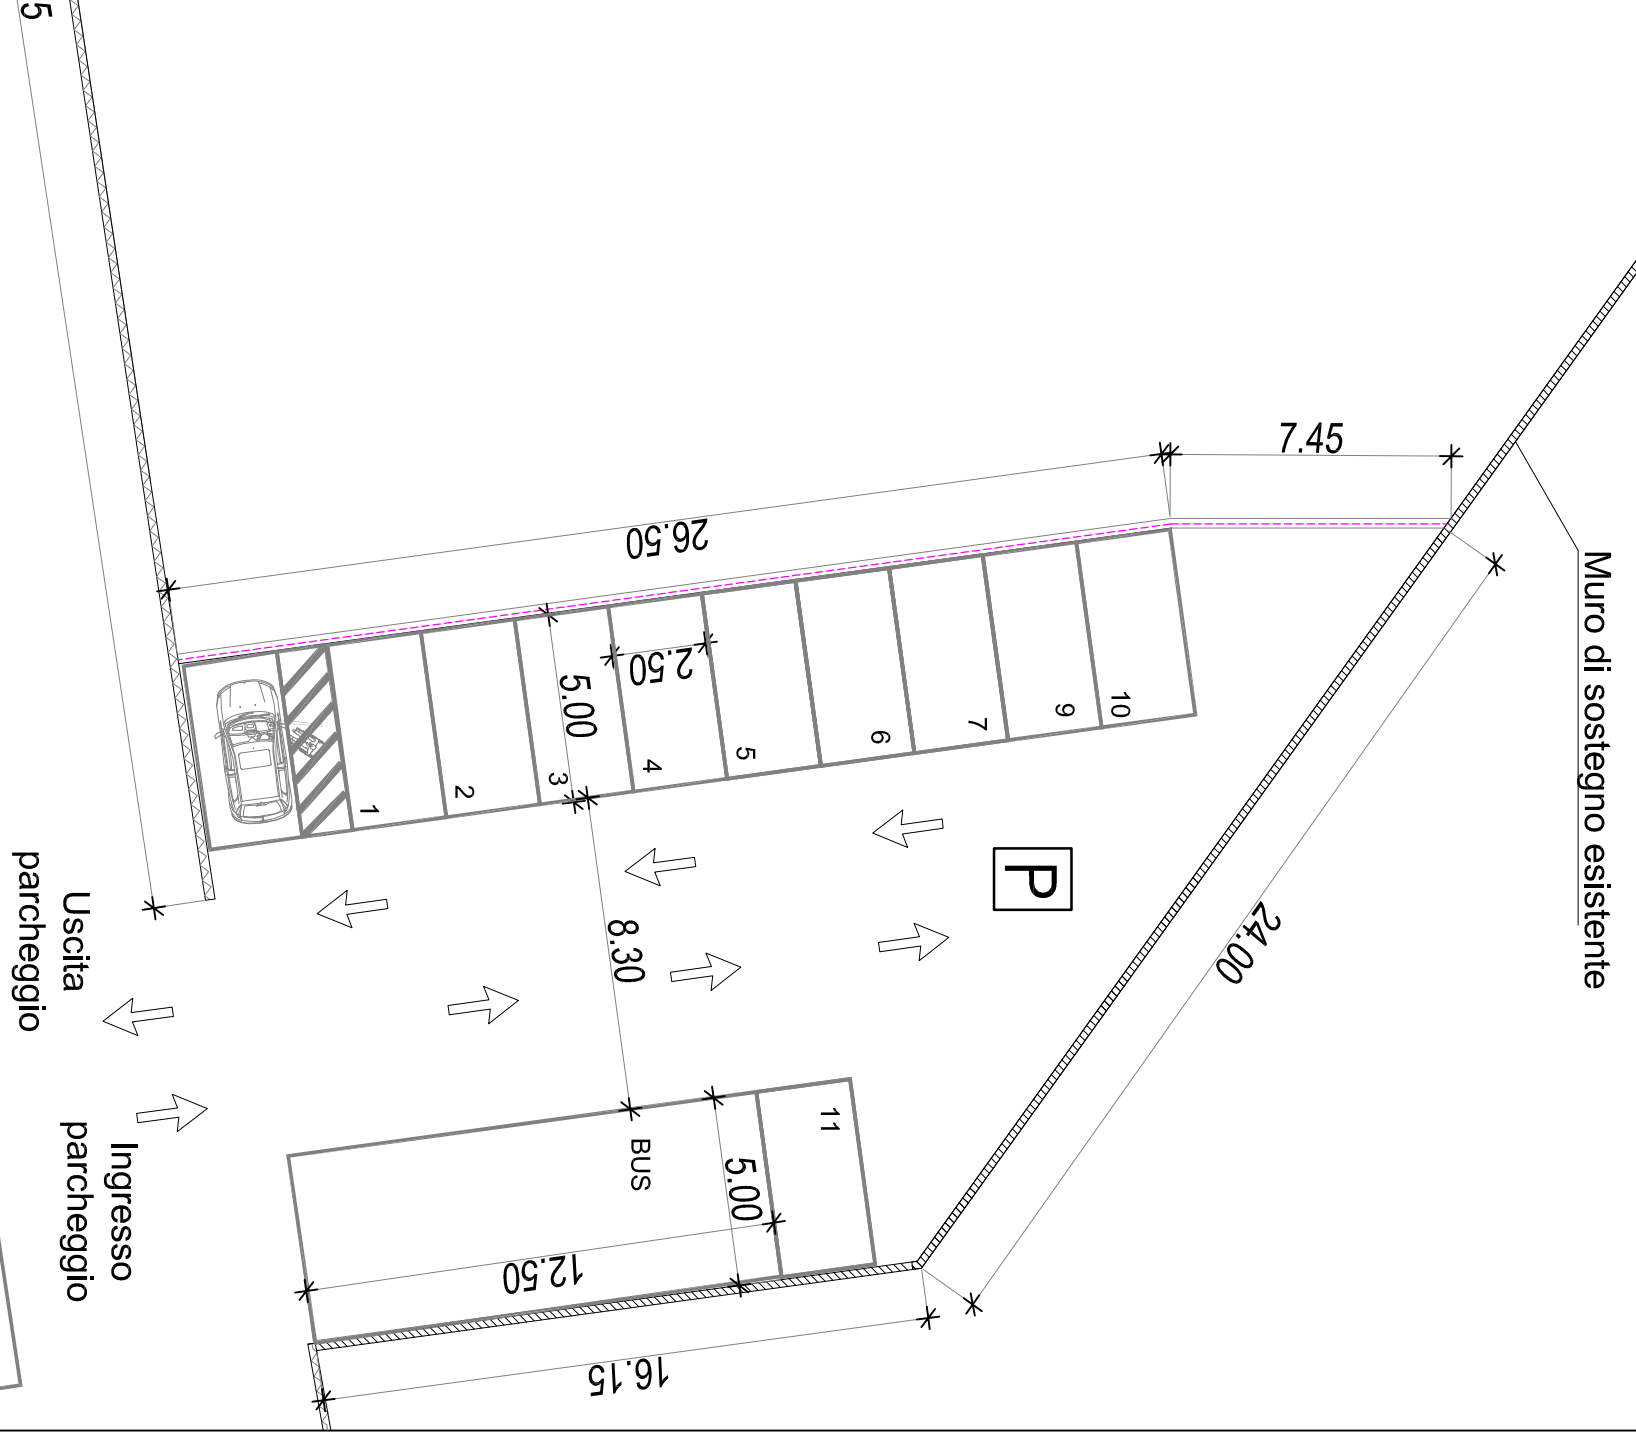 5
7.45
26.50
2.50
5.00
1
2
3
4
5
6
7
9
10
P
Muro di sostegno esistente
24.00
8.30
Uscita
parcheggio
Ingresso
parcheggio
11
BUS
5.00
12.50
16.15